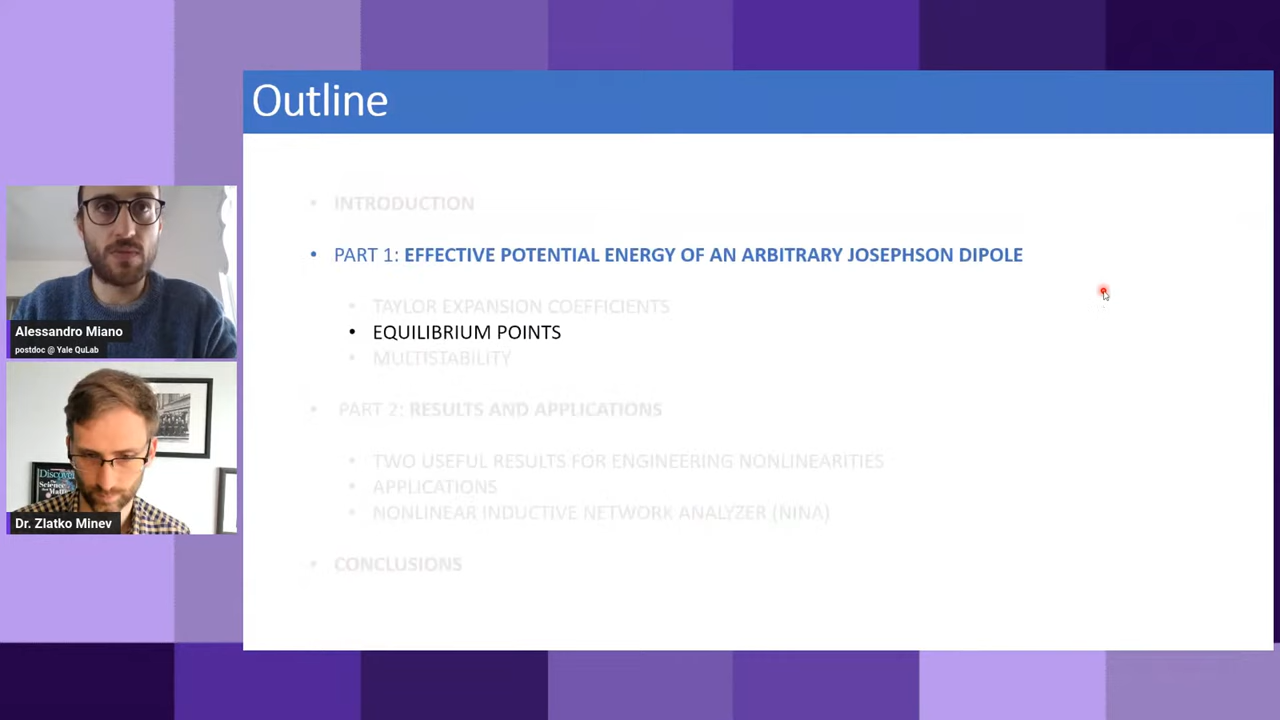 Outline
• INTRODUCTION
• PART 1: EFFECTIVE POTENTIAL ENERGY OF AN ARBITRARY JOSEPHSON DIPOLE
• TAYLOR EXPANSION COEFFICIENTS
• EQUILIBRIUM POINTS
• MULTISTABILITY
• PART 2: RESULTS AND APPLICATIONS
• TWO USEFUL RESULTS FOR ENGINEERING NONLINEARITIES
• APPLICATIONS
• NONLINEAR INDUCTIVE NETWORK ANALYZER (NINA)
• CONCLUSIONS
Alessandro Miano
postdoc @ Yale QuLab
Discover
Science
Dr. Zlatko Minev